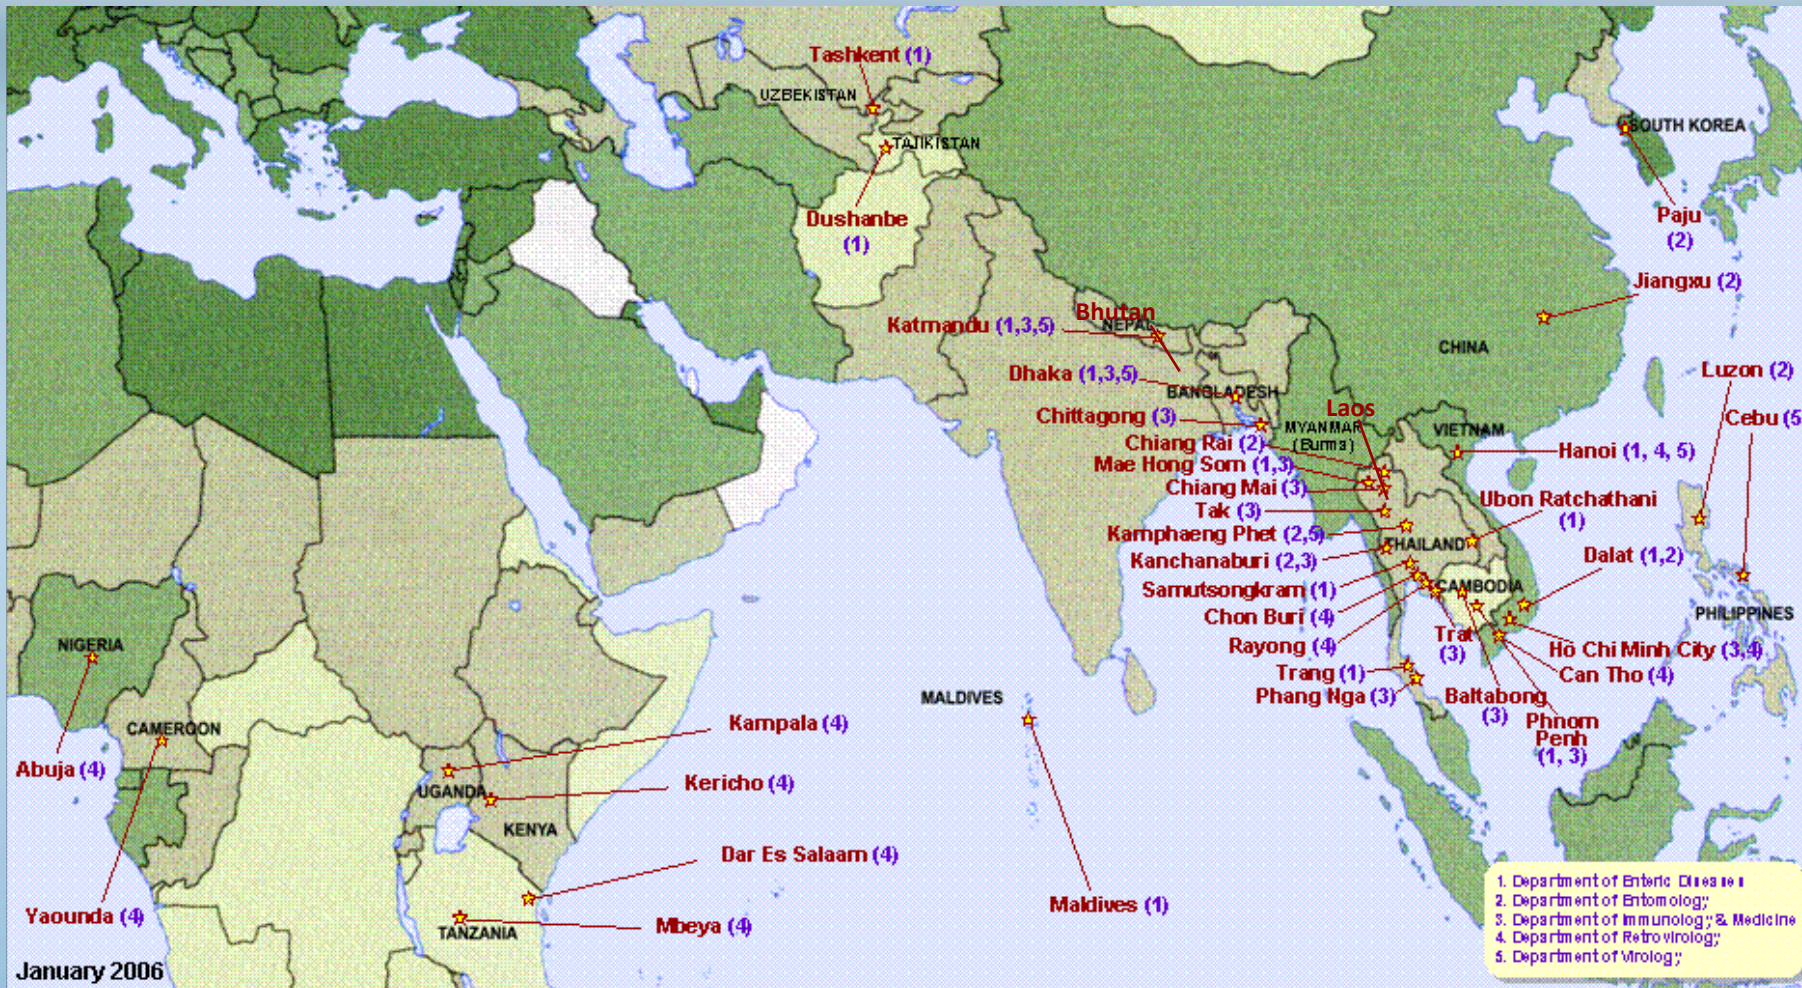 Tashkent (1)
UZBEKISTAN
TAJIKISTAN
Dushanbe
(1)
SOUTH KOREA
Paju
(2)
Jiangxu (2)
CHINA
Bhutan
NEPAL
Katmandu (1,3,5)
Dhaka (1,3,5)
BANGLADESH
Chittagong (3)
Laos
MYANMAR
(Burma)
VIETNAM
Chiang Rai (2)
Mae Hong Sorn (1,3)
Chiang Mai (3)
Tak (3)
Kamphaeng Phet (2,5)
Kanchanaburi (2,3)
Samutsongkram (1)
Chon Buri (4)
Rayong (4)
Trang (1)
Phang Nga (3)
THAILAND
CAMBODIA
Trat
(3)
Battabong
(3)
Phnom
Penh
(1, 3)
Hanoi (1, 4, 5)
Ubon Ratchathani
(1)
Dalat (1,2)
Ho Chi Minh City (3,4)
Can Tho (4)
Luzon (2)
Cebu (5
PHILIPPINES
MALDIVES
Maldives (1)
NIGERIA
CAMEROON
Abuja (4)
Yaounda (4)
Kampala (4)
UGANDA
Kericho (4)
KENYA
Dar Es Salaam (4)
Mbeya (4)
TANZANIA
January 2006
1. Department of Enteric Diseases
2. Department of Entomology
3. Department of Immunology & Medicine
4. Department of Retrovirology
5. Department of Virology